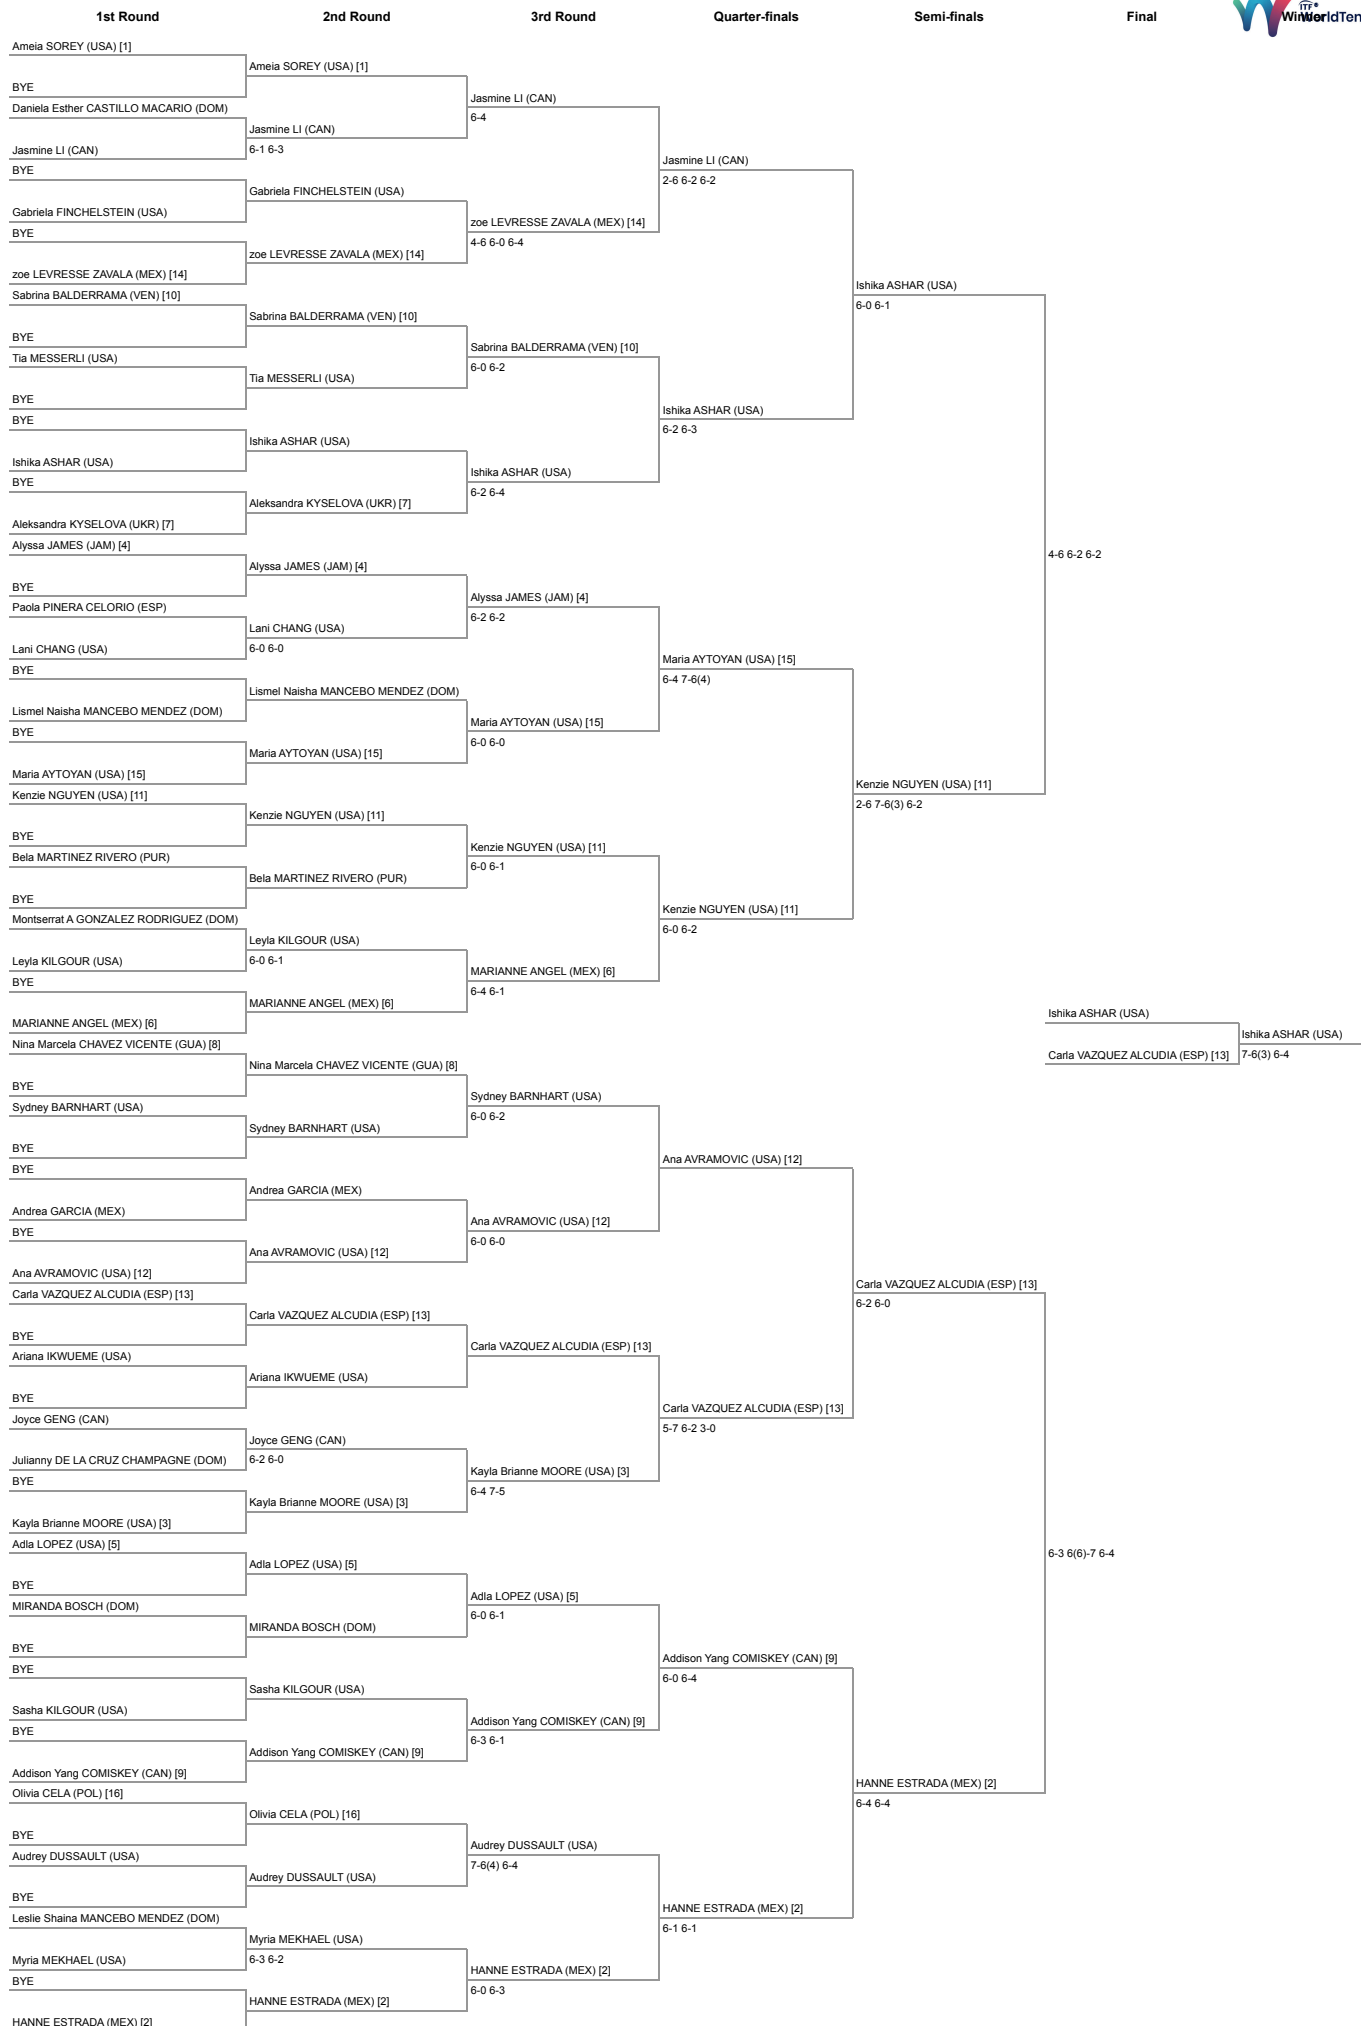 1st Round
2nd Round
3rd Round
Quarter-finals
Semi-finals
Final
Winner
ITF
WorldTen
Ameia SOREY (USA) [1]
BYE
Daniela Esther CASTILLO MACARIO (DOM)
Jasmine LI (CAN)
BYE
Gabriela FINCHELSTEIN (USA)
BYE
zoe LEVRESSE ZAVALA (MEX) [14]
Sabrina BALDERRAMA (VEN) [10]
BYE
Tia MESSERLI (USA)
BYE
BYE
Ishika ASHAR (USA)
BYE
Aleksandra KYSELOVA (UKR) [7]
Alyssa JAMES (JAM) [4]
BYE
Paola PINERA CELORIO (ESP)
Lani CHANG (USA)
BYE
Lismel Naisha MANCEBO MENDEZ (DOM)
BYE
Maria AYTOYAN (USA) [15]
Kenzie NGUYEN (USA) [11]
BYE
Bela MARTINEZ RIVERO (PUR)
BYE
Montserrat A GONZALEZ RODRIGUEZ (DOM)
Leyla KILGOUR (USA)
BYE
MARIANNE ANGEL (MEX) [6]
Nina Marcela CHAVEZ VICENTE (GUA) [8]
BYE
Sydney BARNHART (USA)
BYE
BYE
Andrea GARCIA (MEX)
BYE
Ana AVRAMOVIC (USA) [12]
Carla VAZQUEZ ALCUDIA (ESP) [13]
BYE
Ariana IKWUEME (USA)
BYE
Joyce GENG (CAN)
Julianny DE LA CRUZ CHAMPAGNE (DOM)
BYE
Kayla Brianne MOORE (USA) [3]
Adla LOPEZ (USA) [5]
BYE
MIRANDA BOSCH (DOM)
BYE
BYE
Sasha KILGOUR (USA)
BYE
Addison Yang COMISKEY (CAN) [9]
Olivia CELA (POL) [16]
BYE
Audrey DUSSAULT (USA)
BYE
Leslie Shaina MANCEBO MENDEZ (DOM)
Myria MEKHAEL (USA)
BYE
HANNE ESTRADA (MEX) [2]
Ameia SOREY (USA) [1]
Jasmine LI (CAN)
6-1 6-3
Gabriela FINCHELSTEIN (USA)
zoe LEVRESSE ZAVALA (MEX) [14]
Sabrina BALDERRAMA (VEN) [10]
Tia MESSERLI (USA)
Ishika ASHAR (USA)
Aleksandra KYSELOVA (UKR) [7]
Alyssa JAMES (JAM) [4]
Lani CHANG (USA)
6-0 6-0
Lismel Naisha MANCEBO MENDEZ (DOM)
Maria AYTOYAN (USA) [15]
Kenzie NGUYEN (USA) [11]
Bela MARTINEZ RIVERO (PUR)
Leyla KILGOUR (USA)
6-0 6-1
MARIANNE ANGEL (MEX) [6]
Nina Marcela CHAVEZ VICENTE (GUA) [8]
Sydney BARNHART (USA)
Andrea GARCIA (MEX)
Ana AVRAMOVIC (USA) [12]
Carla VAZQUEZ ALCUDIA (ESP) [13]
Ariana IKWUEME (USA)
Joyce GENG (CAN)
6-2 6-0
Kayla Brianne MOORE (USA) [3]
Adla LOPEZ (USA) [5]
MIRANDA BOSCH (DOM)
Sasha KILGOUR (USA)
Addison Yang COMISKEY (CAN) [9]
Olivia CELA (POL) [16]
Audrey DUSSAULT (USA)
Myria MEKHAEL (USA)
6-3 6-2
HANNE ESTRADA (MEX) [2]
Jasmine LI (CAN)
6-4
zoe LEVRESSE ZAVALA (MEX) [14]
4-6 6-0 6-4
Sabrina BALDERRAMA (VEN) [10]
6-0 6-2
Ishika ASHAR (USA)
6-2 6-4
Alyssa JAMES (JAM) [4]
6-2 6-2
Maria AYTOYAN (USA) [15]
6-0 6-0
Kenzie NGUYEN (USA) [11]
6-0 6-1
MARIANNE ANGEL (MEX) [6]
6-4 6-1
Sydney BARNHART (USA)
6-0 6-2
Ana AVRAMOVIC (USA) [12]
6-0 6-0
Carla VAZQUEZ ALCUDIA (ESP) [13]
Kayla Brianne MOORE (USA) [3]
6-4 7-5
Adla LOPEZ (USA) [5]
6-0 6-1
Addison Yang COMISKEY (CAN) [9]
6-3 6-1
Audrey DUSSAULT (USA)
7-6(4) 6-4
HANNE ESTRADA (MEX) [2]
6-0 6-3
Jasmine LI (CAN)
2-6 6-2 6-2
Ishika ASHAR (USA)
6-2 6-3
Maria AYTOYAN (USA) [15]
6-4 7-6(4)
Kenzie NGUYEN (USA) [11]
6-0 6-2
Ana AVRAMOVIC (USA) [12]
Carla VAZQUEZ ALCUDIA (ESP) [13]
5-7 6-2 3-0
Addison Yang COMISKEY (CAN) [9]
6-0 6-4
HANNE ESTRADA (MEX) [2]
6-1 6-1
Ishika ASHAR (USA)
6-0 6-1
Kenzie NGUYEN (USA) [11]
2-6 7-6(3) 6-2
Carla VAZQUEZ ALCUDIA (ESP) [13]
6-2 6-0
HANNE ESTRADA (MEX) [2]
6-4 6-4
4-6 6-2 6-2
Ishika ASHAR (USA)
Carla VAZQUEZ ALCUDIA (ESP) [13]
6-3 6(6)-7 6-4
Ishika ASHAR (USA)
7-6(3) 6-4